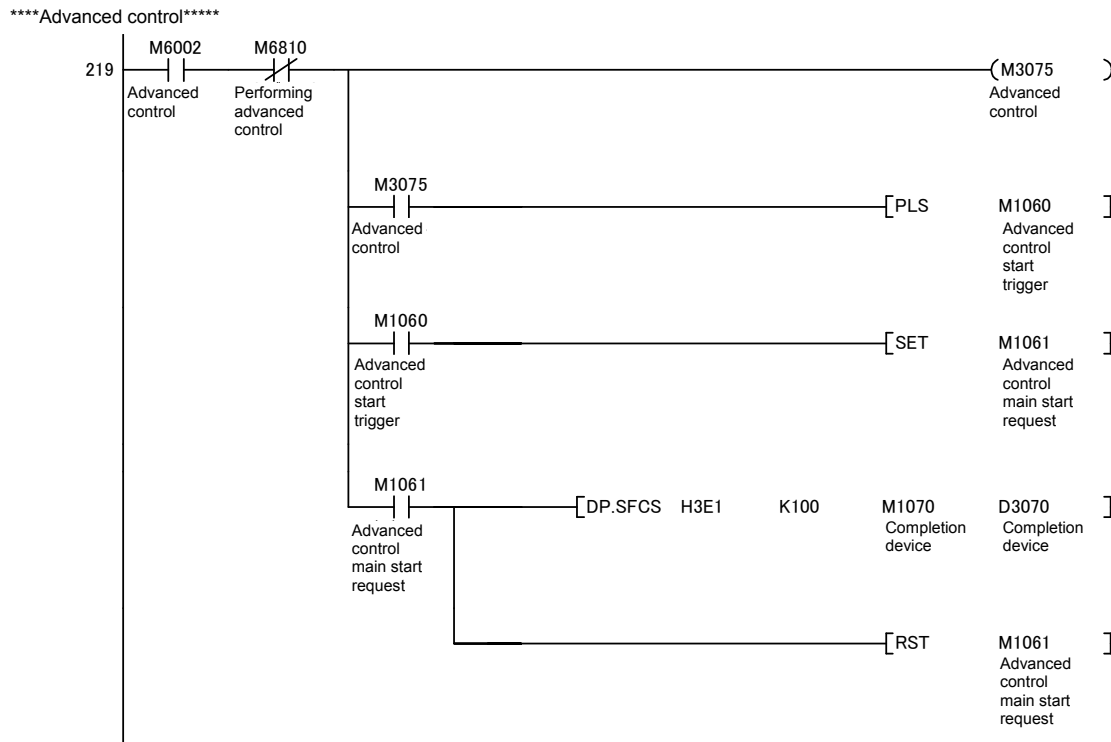 ****Advanced control*****
M6002 M6810
219 (M3075 )
Advanced control
Performing advanced control
Advanced control
M3075
[PLS M1060 ]
Advanced control
Advanced control start trigger
M1060
[SET M1061 ]
Advanced control start trigger
Advanced control main start request
M1061
[DP.SFCS H3E1 K100 M1070 D3070 ]
Advanced control main start request
Completion device
Completion device
[RST M1061 ]
Advanced control main start request